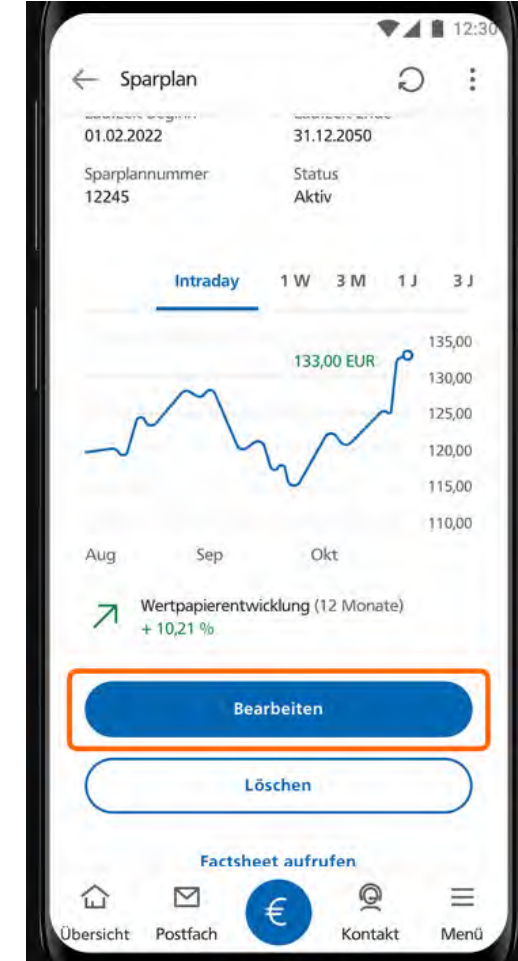 12:30
Sparplan
01.02.2022 31.12.2050
Sparplannummer Status
12245 Aktiv
Intraday 1 W 3 M 1 J 3 J
133,00 EUR
135,00
130,00
125,00
120,00
115,00
110,00
Aug Sep Okt
Wertpapierentwicklung (12 Monate)
+ 10,21 %
Bearbeiten
Löschen
Factsheet aufrufen
€
Übersicht Postfach Kontakt Menü